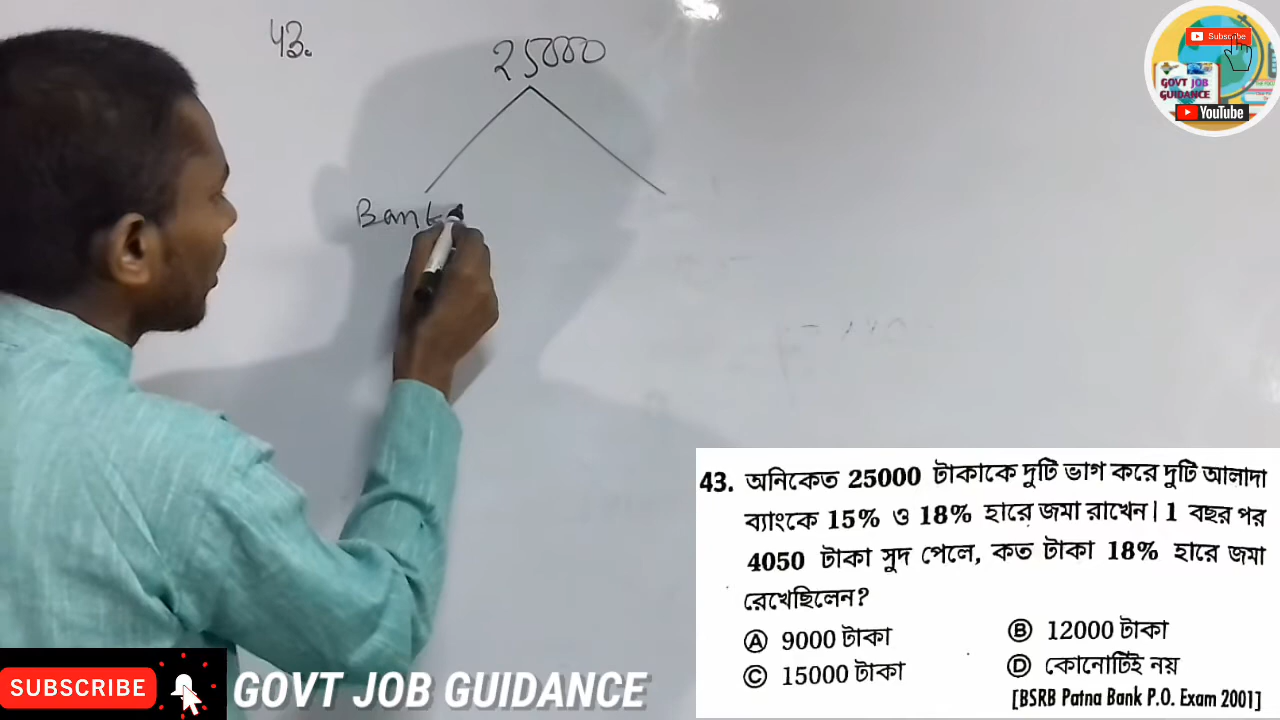 43.
25000
Bank
Subscribe
GOVT JOB
GUIDANCE
YouTube
43. অনিকেত 25000 টাকাকে দুটি ভাগ করে দুটি আলাদা
ব্যাংকে 15% ও 18% হারে জমা রাখেন। 1 বছর পর
4050 টাকা সুদ পেলে, কত টাকা 18% হারে জমা
রেখেছিলেন?
Ⓐ 9000 টাকা
Ⓑ 12000 টাকা
Ⓒ 15000 টাকা
Ⓓ কোনোটিই নয়
[BSRB Patna Bank P.O. Exam 2001]
SUBSCRIBE
GOVT JOB GUIDANCE